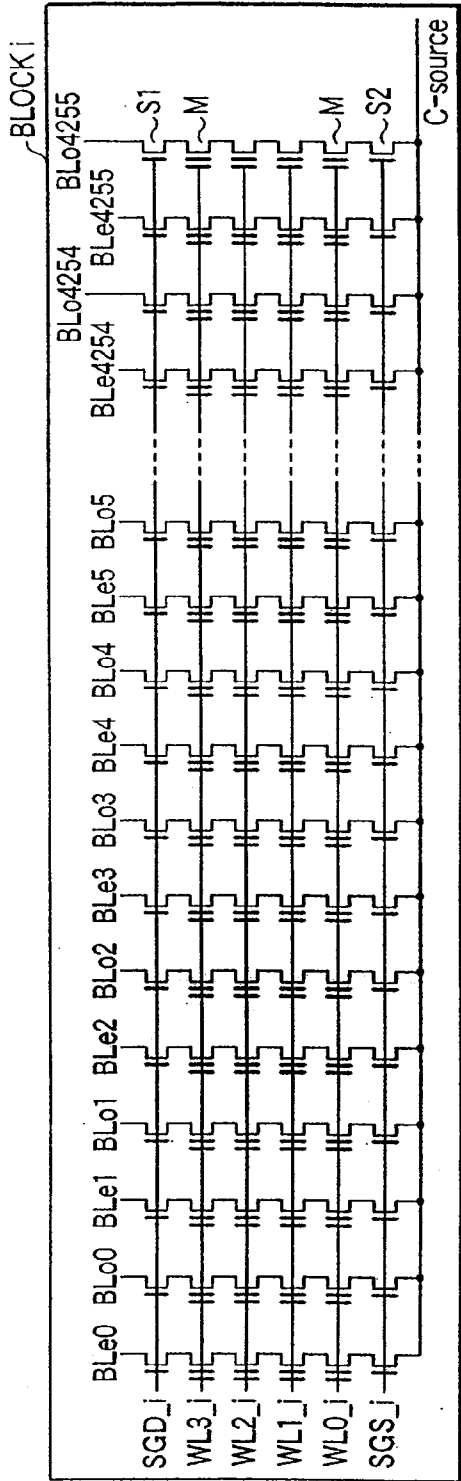 BLOCK i
BLe0 BLo0 BLe1 BLo1 BLe2 BLo2 BLe3 BLo3 BLe4 BLo4 BLe5 BLo5 BLe4254 BLo4254 BLe4255 BLo4255
SGD_i
S1
WL3_i
M
WL2_i
WL1_i
WL0_i
M
SGS_i
S2
C-source